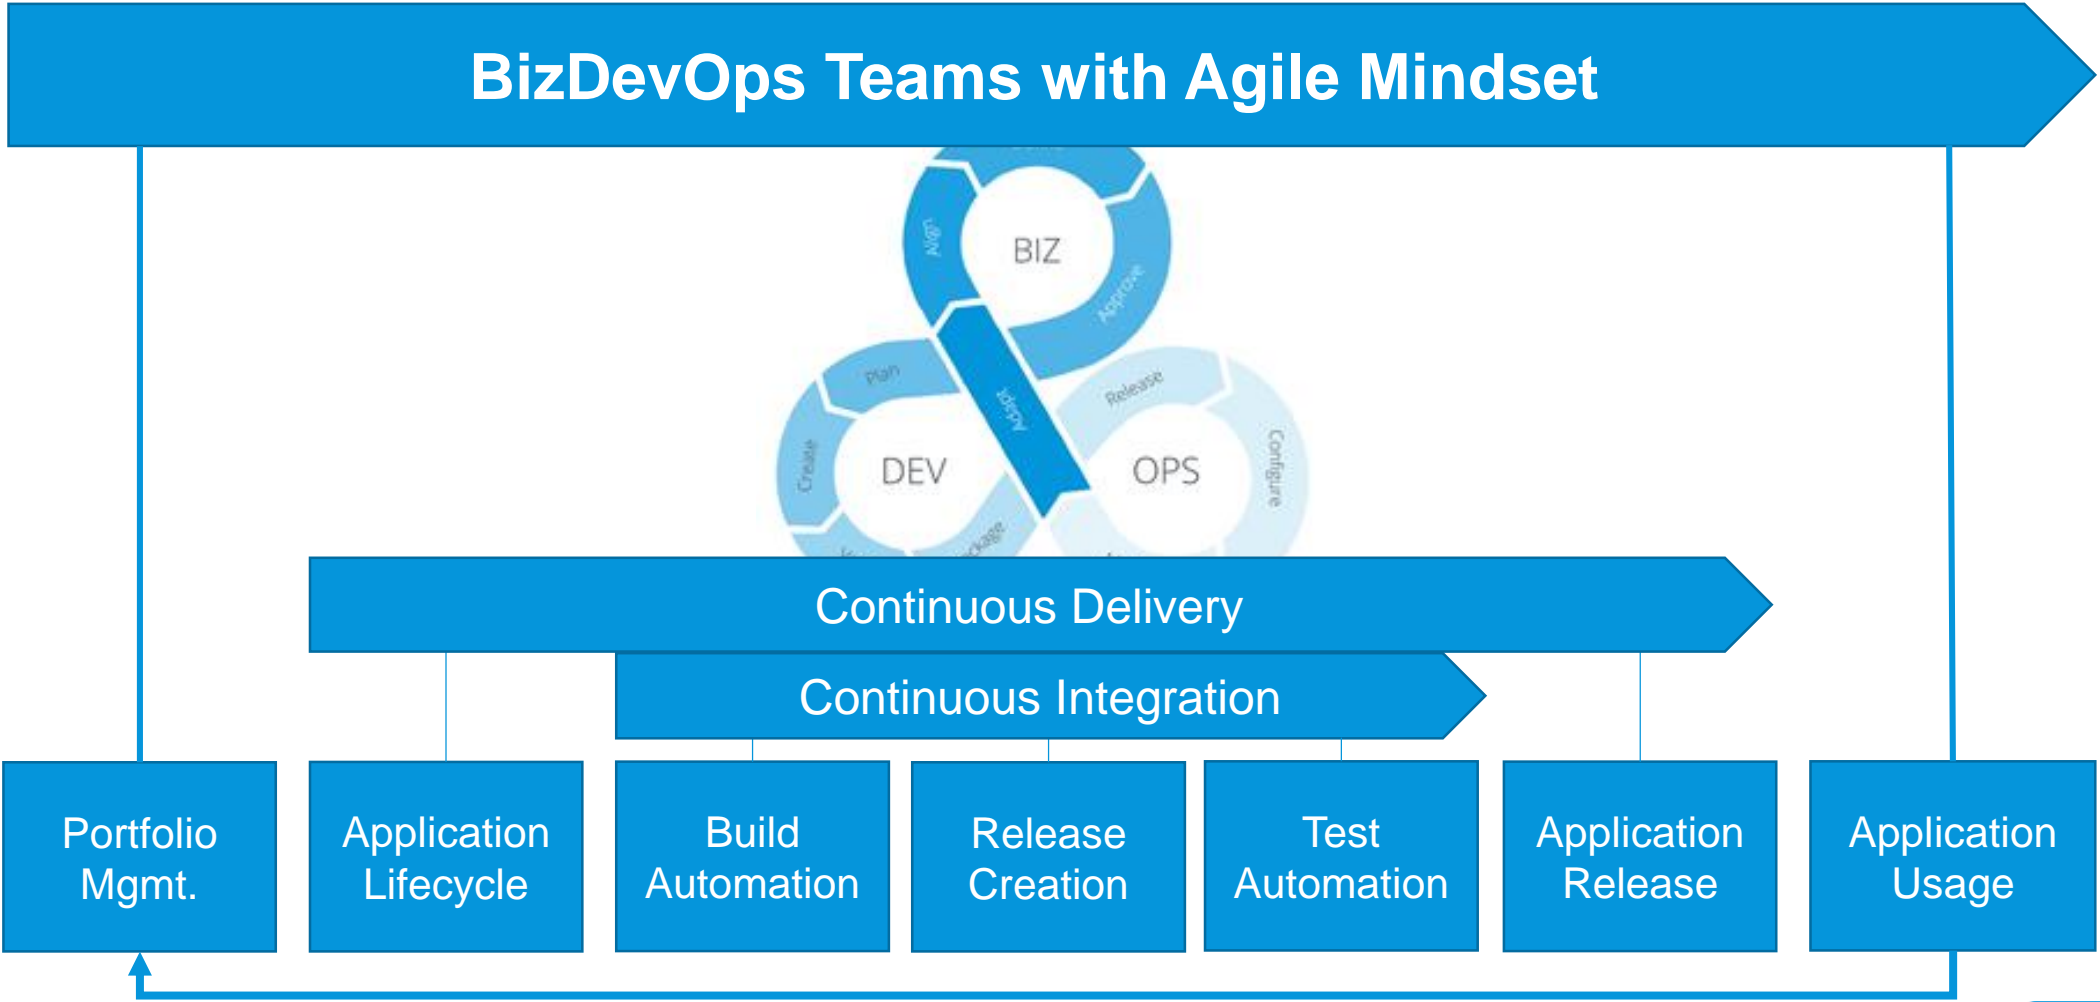 BizDevOps Teams with Agile Mindset
Align
BIZ
Approve
Plan
Adapt
Release
Create
DEV
OPS
Configure
Continuous Delivery
Continuous Integration
Portfolio
Mgmt.
Application
Lifecycle
Build
Automation
Release
Creation
Test
Automation
Application
Release
Application
Usage